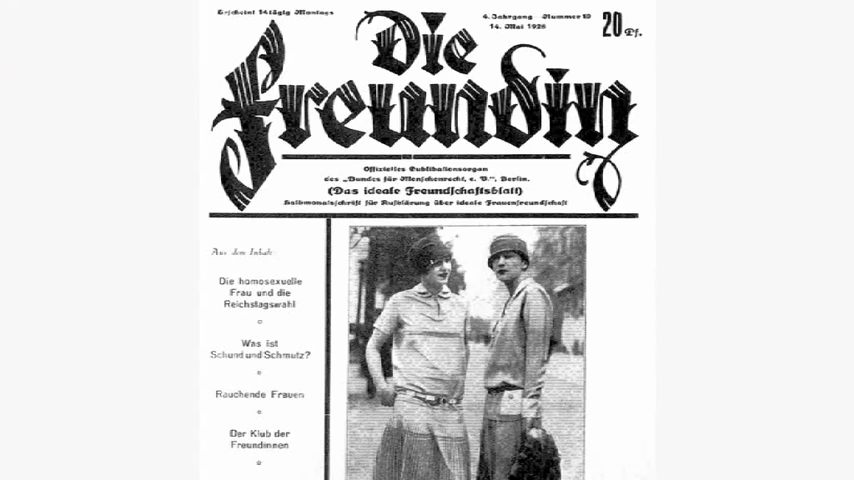 Erscheint 14tägig Montags
4. Jahrgang Nummer 10
14. Mai 1928
20 Pf.
Die
Freundin
Offizielles Publikationsorgan
des „Bundes für Menschenrecht, e. V.“, Berlin.
(Das ideale Freundschaftsblatt)
Halbmonatsschrift für Aufklärung über ideale Frauenfreundschaft
Aus dem Inhalt:
Die homosexuelle
Frau und die
Reichstagswahl
Was ist
Schund und Schmutz?
Rauchende Frauen
Der Klub der
Freundinnen